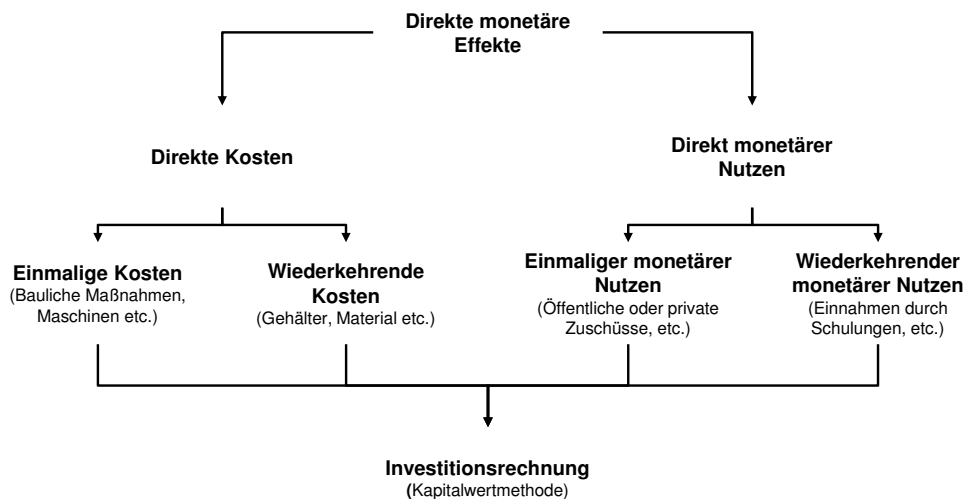 Direkte monetäre
Effekte
Direkte Kosten
Direkt monetärer
Nutzen
Einmalige Kosten
(Bauliche Maßnahmen,
Maschinen etc.)
Wiederkehrende
Kosten
(Gehälter, Material etc.)
Einmaliger monetärer
Nutzen
(Öffentliche oder private
Zuschüsse, etc.)
Wiederkehrender
monetärer Nutzen
(Einnahmen durch
Schulungen, etc.)
Investitionsrechnung
(Kapitalwertmethode)